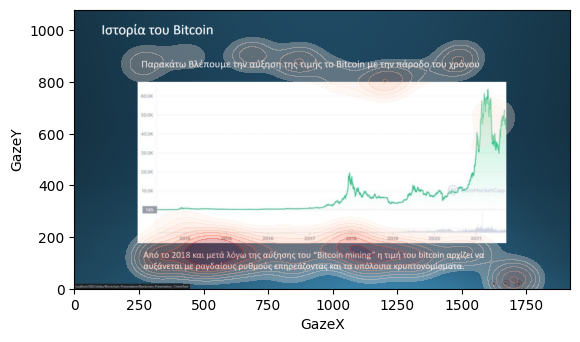 Ιστορία του Bitcoin
Παρακάτω βλέπουμε την αύξηση της τιμής το Bitcoin με την πάροδο του χρόνου
1000
800
600
400
200
0
GazeY
60.0K
50.0K
40.0K
30.0K
10.0K
2014
2015
2016
2017
2018
2019
2020
2021
Από το 2018 και μετά λόγω της αύξησης του "Bitcoin mining" η τιμή του bitcoin αρχίζει να
αυξάνεται με ραγδαίους ρυθμούς επηρεάζοντας και τα υπόλοιπα κρυπτονομίσματα.
0
250
500
750
1000
1250
1500
1750
GazeX